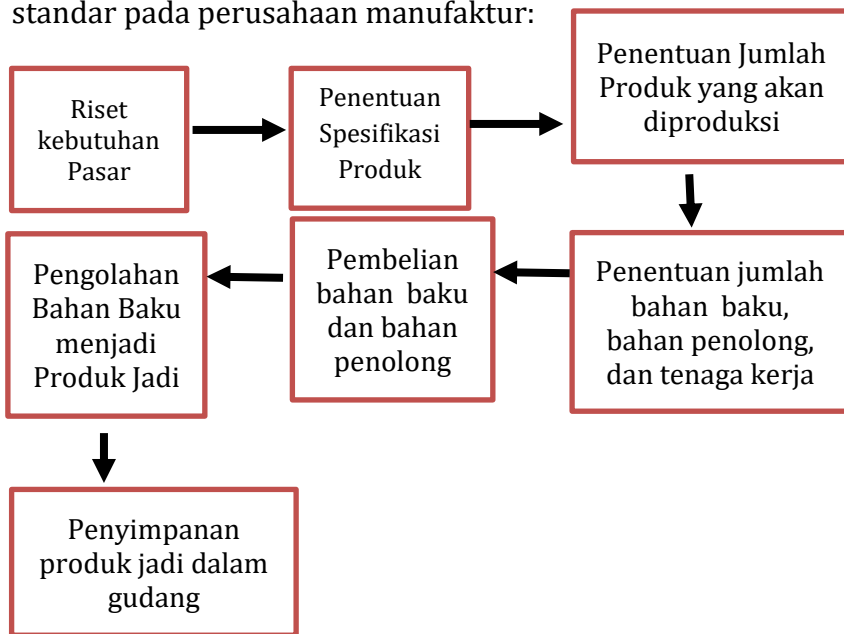 standar pada perusahaan manufaktur:
Riset
kebutuhan
Pasar
Penentuan
Spesifikasi
Produk
Penentuan Jumlah
Produk yang akan
diproduksi
Penentuan jumlah
bahan baku,
bahan penolong,
dan tenaga kerja
Pembelian
bahan baku
dan bahan
penolong
Pengolahan
Bahan Baku
menjadi
Produk Jadi
Penyimpanan
produk jadi dalam
gudang